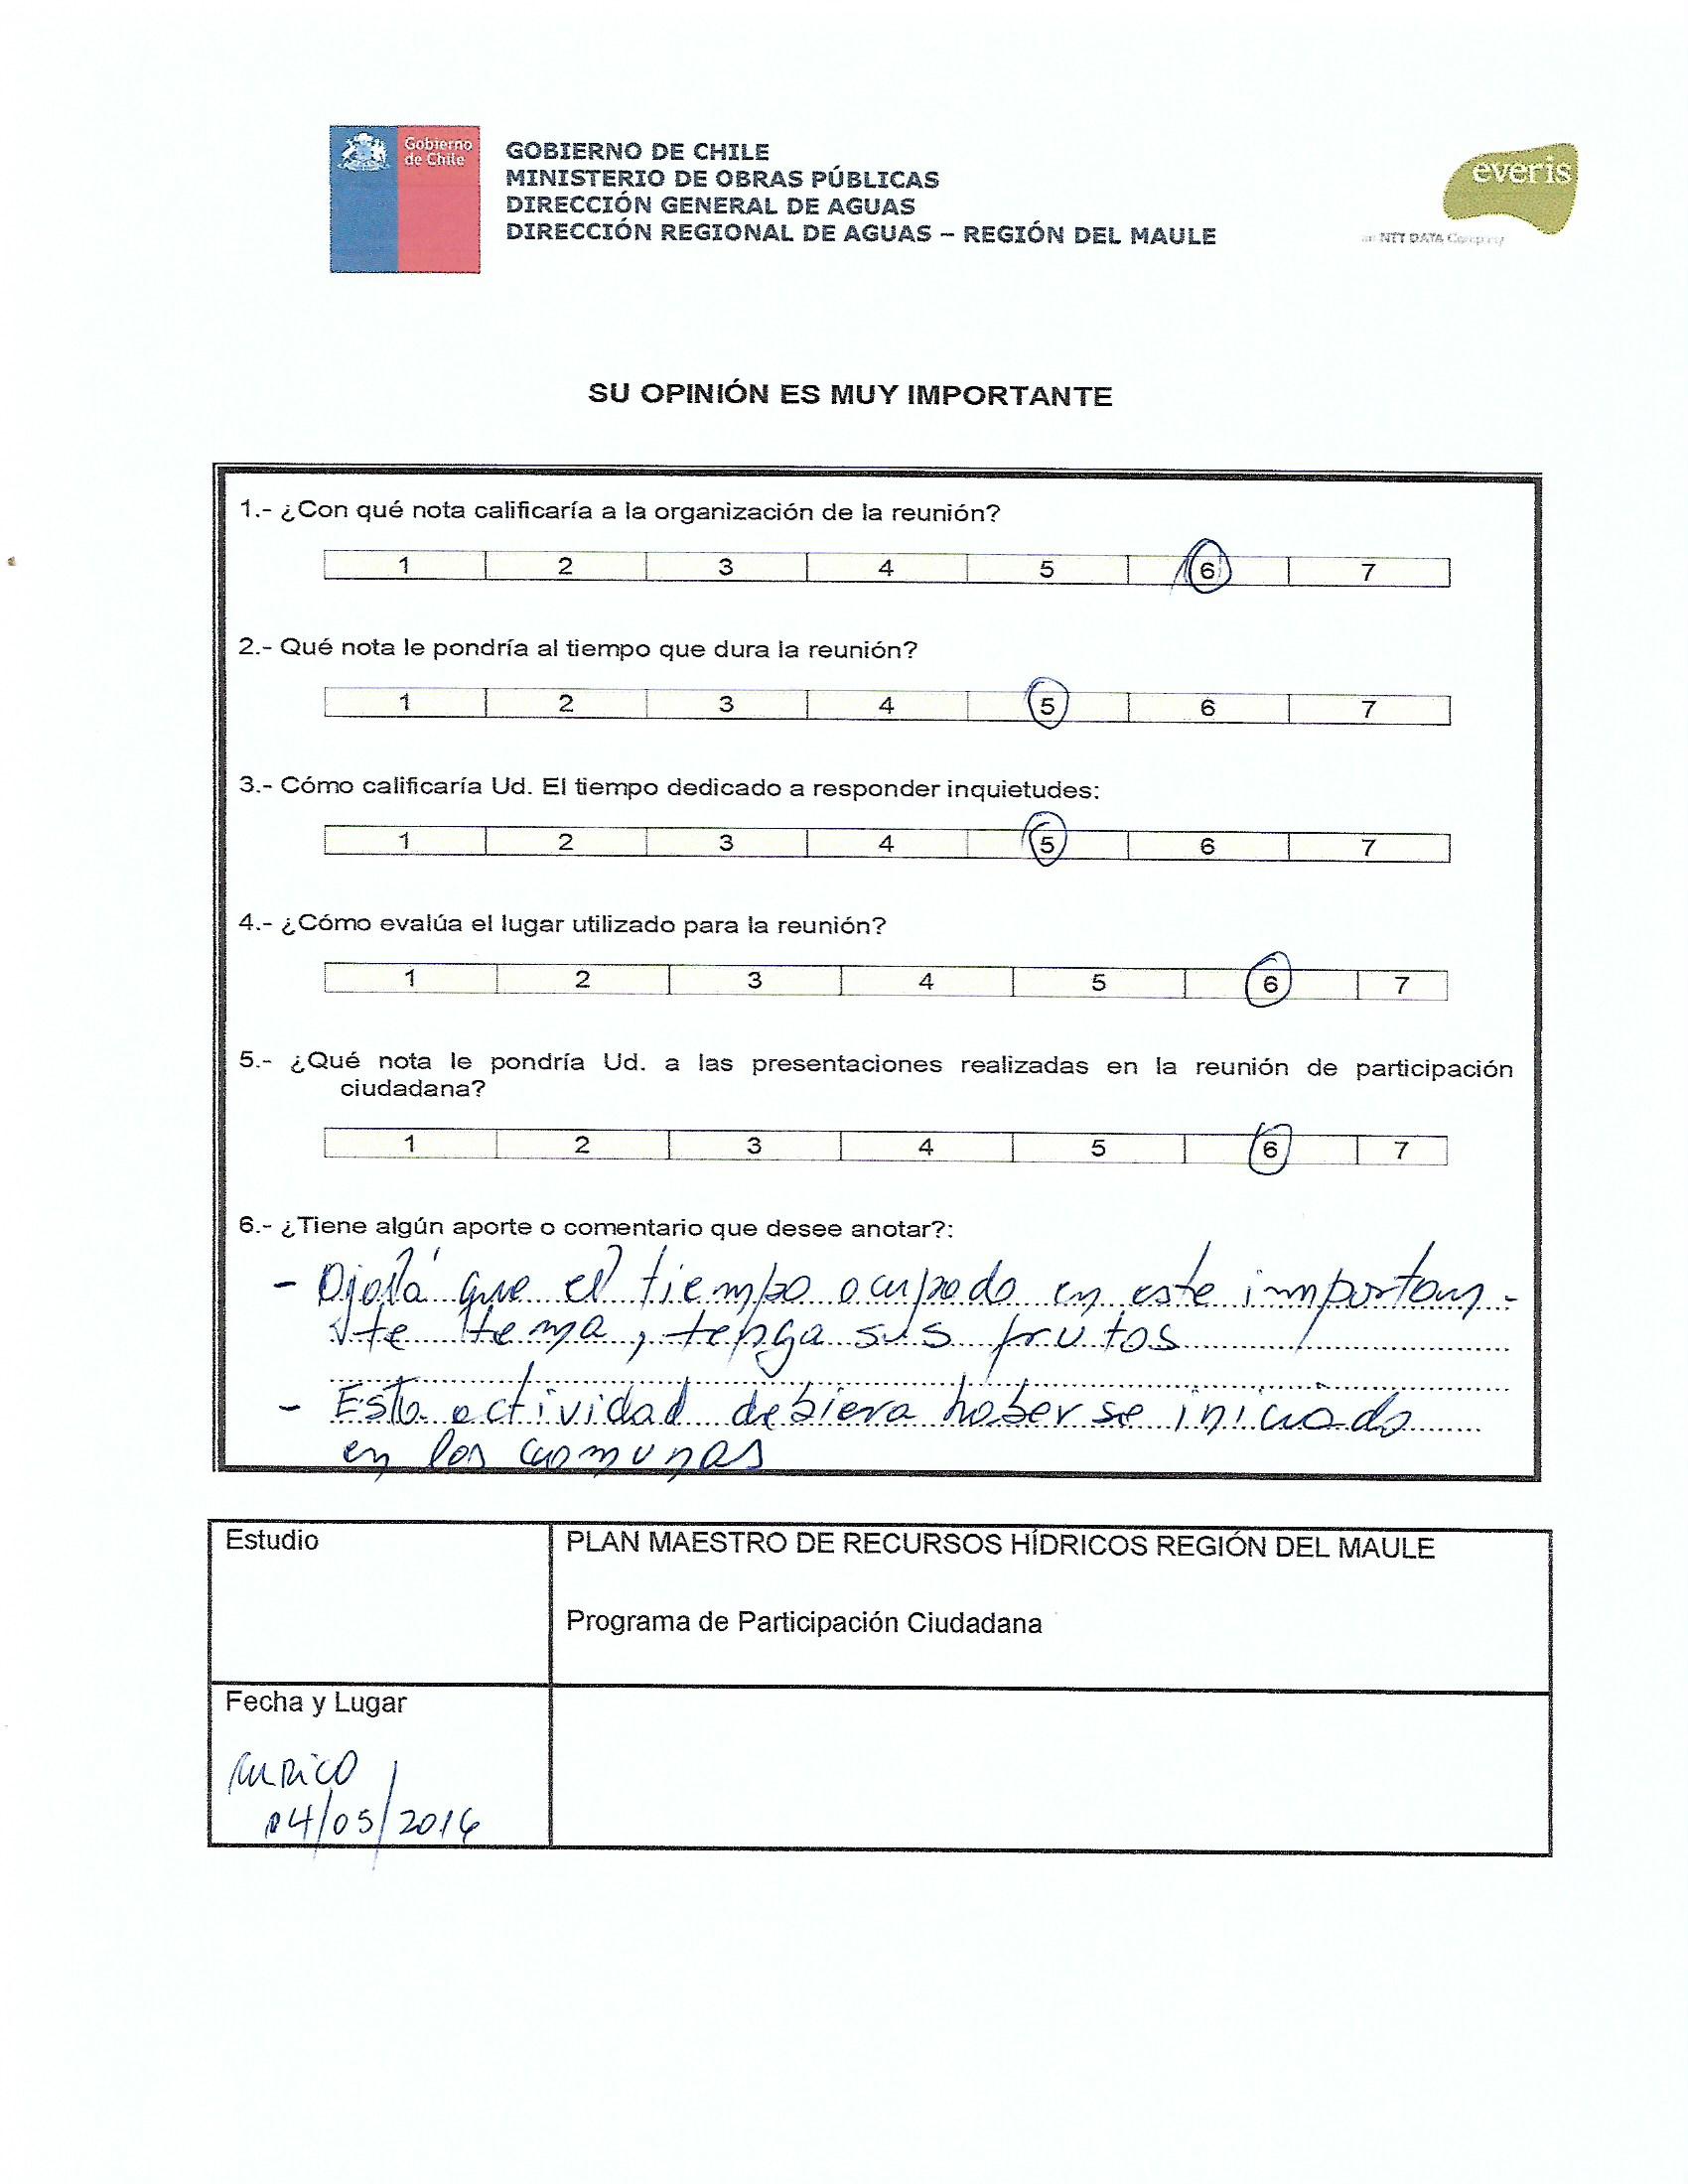 Gobierno
de Chile
GOBIERNO DE CHILE
MINISTERIO DE OBRAS PÚBLICAS
DIRECCIÓN GENERAL DE AGUAS
DIRECCIÓN REGIONAL DE AGUAS – REGIÓN DEL MAULE
everis
an NTT DATA Company
SU OPINIÓN ES MUY IMPORTANTE
1.- ¿Con qué nota calificaría a la organización de la reunión?
1 2 3 4 5 6 7
2.- Qué nota le pondría al tiempo que dura la reunión?
1 2 3 4 5 6 7
3.- Cómo calificaría Ud. El tiempo dedicado a responder inquietudes:
1 2 3 4 5 6 7
4.- ¿Cómo evalúa el lugar utilizado para la reunión?
1 2 3 4 5 6 7
5.- ¿Qué nota le pondría Ud. a las presentaciones realizadas en la reunión de participación
ciudadana?
1 2 3 4 5 6 7
6.- ¿Tiene algún aporte o comentario que desee anotar?:
- Ojalá que el tiempo ocupado en este importan-
te tema, tenga sus frutos
- Esta actividad debiera haberse iniciado
en las comunas
Estudio
PLAN MAESTRO DE RECURSOS HÍDRICOS REGIÓN DEL MAULE
Programa de Participación Ciudadana
Fecha y Lugar
CURICO
04/05/2016